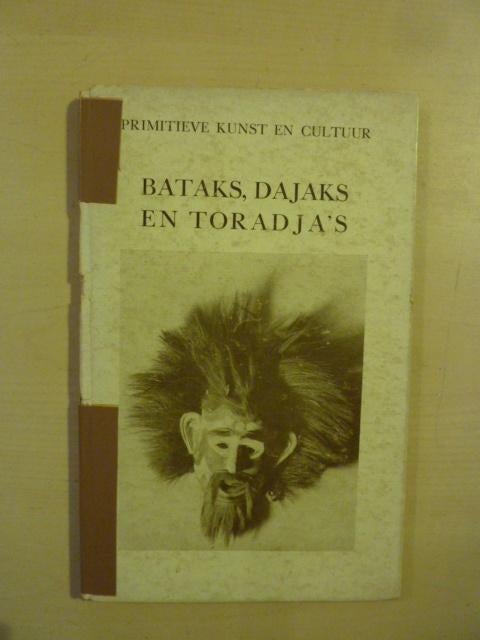 PRIMITIEVE KUNST EN CULTUUR
BATAKS, DAJAKS
EN TORADJA'S